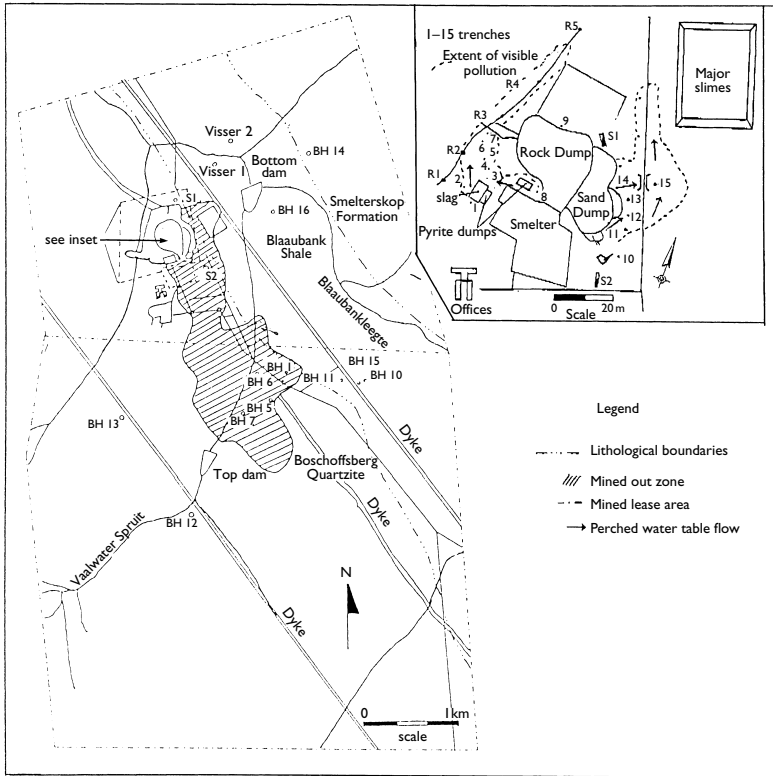 R5
1–15 trenches
Extent of visible
pollution
R4
Major
slimes
R3
9
S1
7
R2
6
5
Rock Dump
4
R1
2
3
14
15
8
Sand
Dump
13
slag
1
12
Smelter
11
Pyrite dumps
10
S2
Offices
0
20 m
Scale
Visser 2
BH 14
Visser 1
Bottom
dam
S1
Smelterskop
Formation
BH 16
see inset
Blaaubank
Shale
S2
Blaaubankleegte
BH 1
BH 15
BH 6
BH 11
BH 10
BH 5
BH 13
BH 7
Dyke
Top dam
Boschoffsberg
Quartzite
Dyke
BH 12
Vaalwater Spruit
N
Dyke
0
1km
scale
Legend
Lithological boundaries
Mined out zone
Mined lease area
Perched water table flow